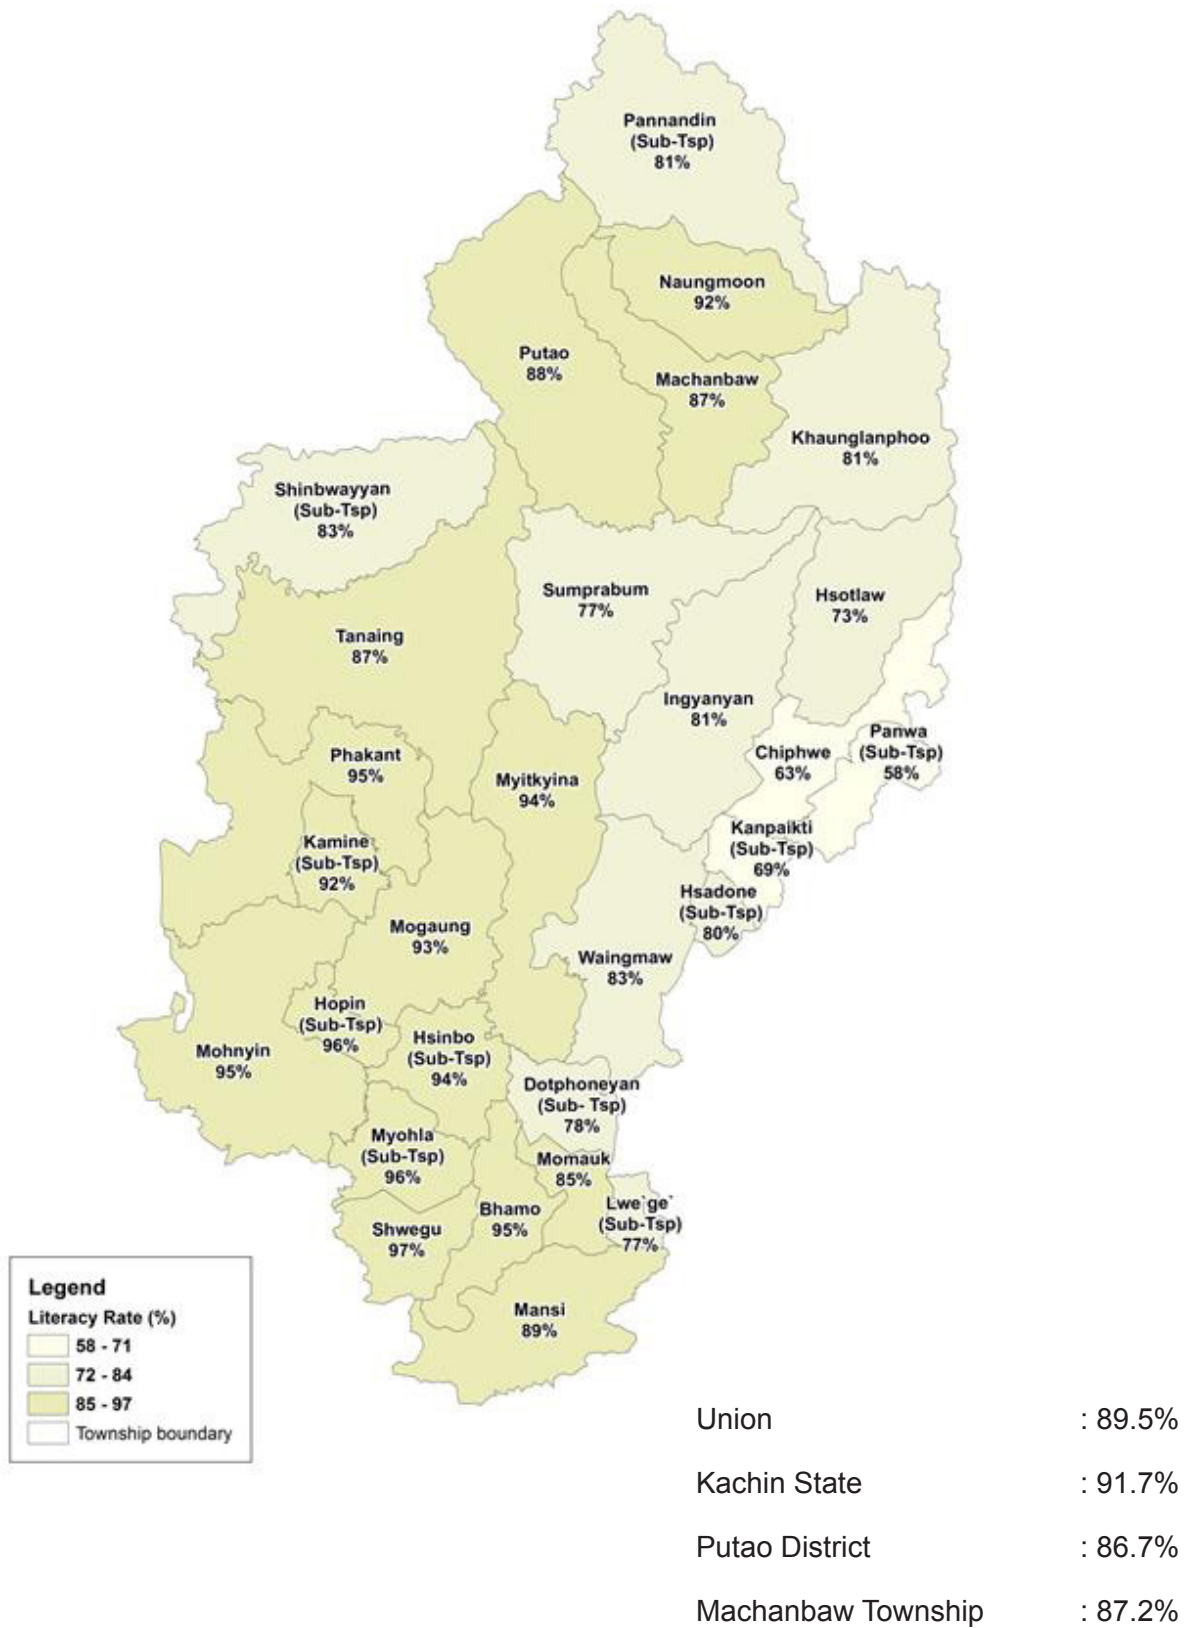 Pannandin
(Sub-Tsp)
81%
Naungmoon
92%
Putao
88%
Machanbaw
87%
Khaunglanphoo
81%
Shinbwayyan
(Sub-Tsp)
83%
Sumprabum
77%
Hsotlaw
73%
Tanaing
87%
Ingyanyan
81%
Phakant
95%
Myitkyina
94%
Chiphwe
63%
Panwa
(Sub-Tsp)
58%
Kamine
(Sub-Tsp)
92%
Kanpaikti
(Sub-Tsp)
69%
Hsadone
(Sub-Tsp)
80%
Mogaung
93%
Waingmaw
83%
Hopin
(Sub-Tsp)
96%
Mohnyin
95%
Hsinbo
(Sub-Tsp)
94%
Dotphoneyan
(Sub- Tsp)
78%
Myohla
(Sub-Tsp)
96%
Momauk
85%
Lwe`ge`
(Sub-Tsp)
77%
Bhamo
95%
Shwegu
97%
Mansi
89%
Legend
Literacy Rate (%)
58 - 71
72 - 84
85 - 97
Township boundary
Union : 89.5%
Kachin State : 91.7%
Putao District : 86.7%
Machanbaw Township : 87.2%